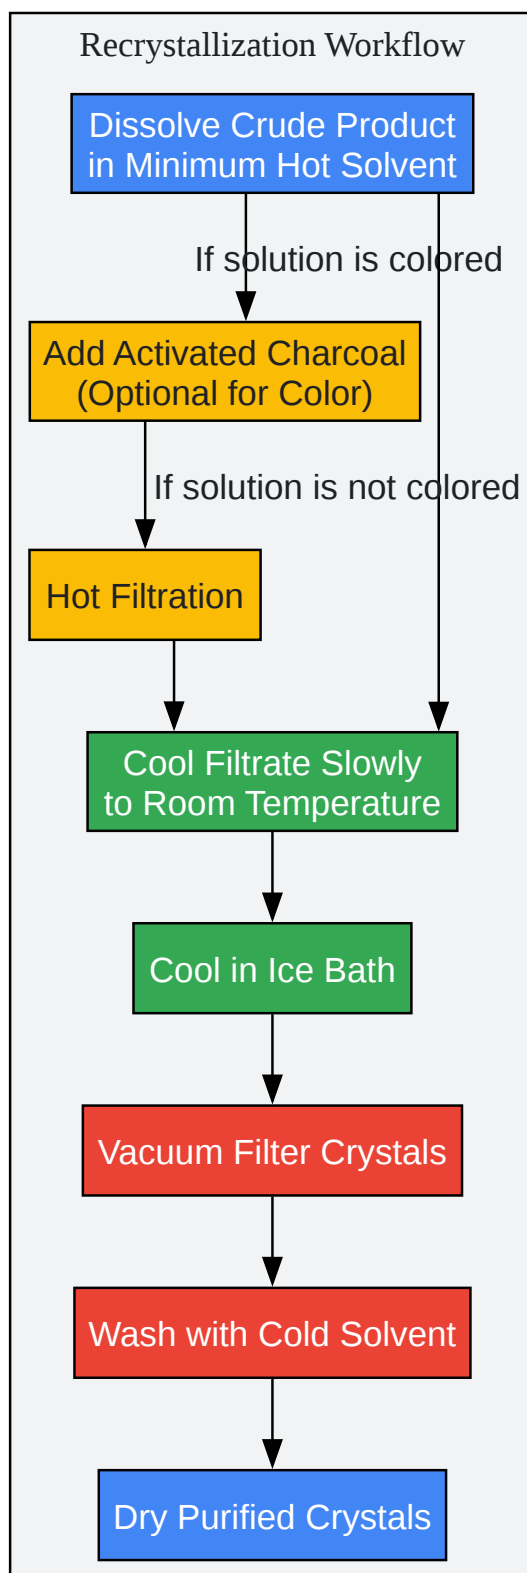 Recrystallization Workflow
Dissolve Crude Product
in Minimum Hot Solvent
If solution is colored
Add Activated Charcoal
(Optional for Color)
If solution is not colored
Hot Filtration
Cool Filtrate Slowly
to Room Temperature
Cool in Ice Bath
Vacuum Filter Crystals
Wash with Cold Solvent
Dry Purified Crystals